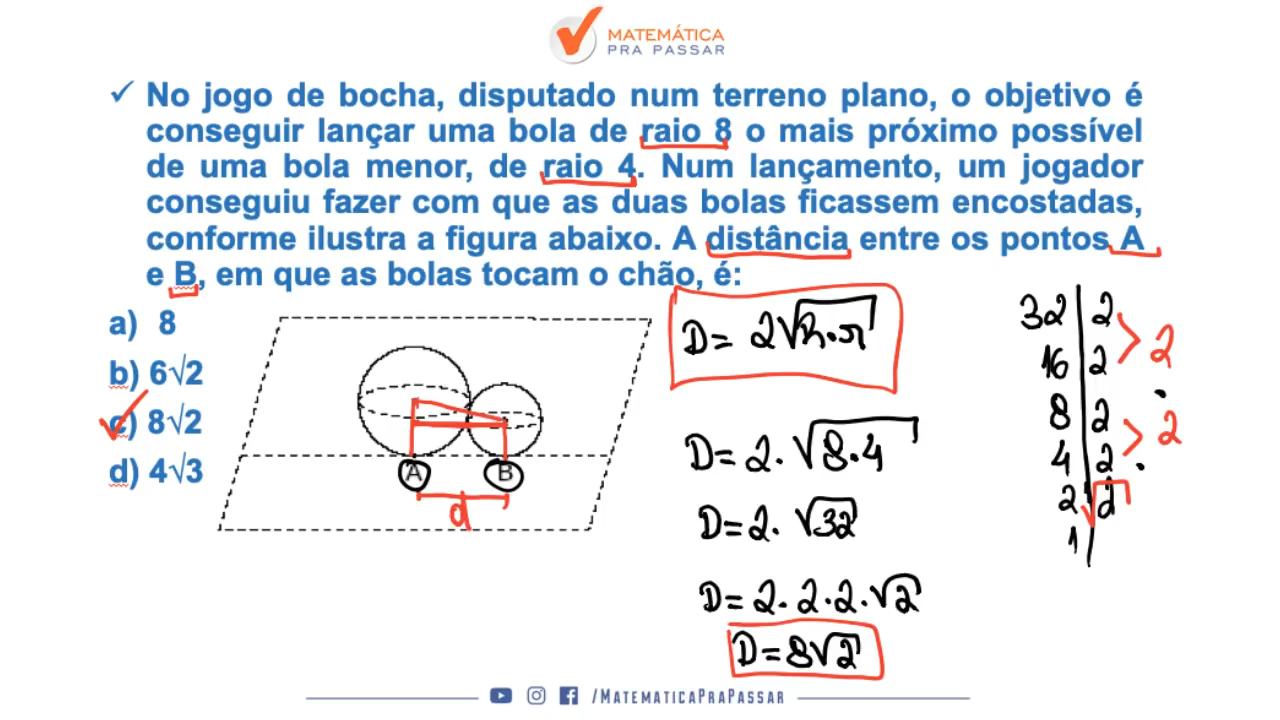 MATEMÁTICA
PRA PASSAR
✓ No jogo de bocha, disputado num terreno plano, o objetivo é
conseguir lançar uma bola de raio 8 o mais próximo possível
de uma bola menor, de raio 4. Num lançamento, um jogador
conseguiu fazer com que as duas bolas ficassem encostadas,
conforme ilustra a figura abaixo. A distância entre os pontos A
e B, em que as bolas tocam o chão, é:
a) 8
b) 6√2
c) 8√2
d) 4√3
A B
d
D = 2√R·r
D = 2·√8·4
D = 2·√32
D = 2·2·2·√2
D = 8√2
32 | 2
16 | 2
> 2
8 | 2
4 | 2
> 2
2 | √2
1
/MATEMATICAPRAPASSAR